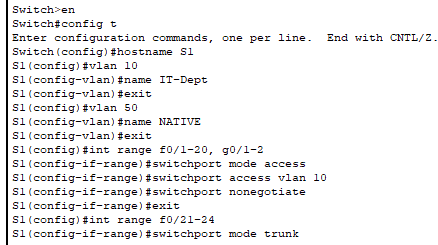 Switch>en
Switch#config t
Enter configuration commands, one per line.  End with CNTL/Z.
Switch(config)#hostname S1
S1(config)#vlan 10
S1(config-vlan)#name IT-Dept
S1(config-vlan)#exit
S1(config)#vlan 50
S1(config-vlan)#name NATIVE
S1(config-vlan)#exit
S1(config)#int range f0/1-20, g0/1-2
S1(config-if-range)#switchport mode access
S1(config-if-range)#switchport access vlan 10
S1(config-if-range)#switchport nonegotiate
S1(config-if-range)#exit
S1(config)#int range f0/21-24
S1(config-if-range)#switchport mode trunk